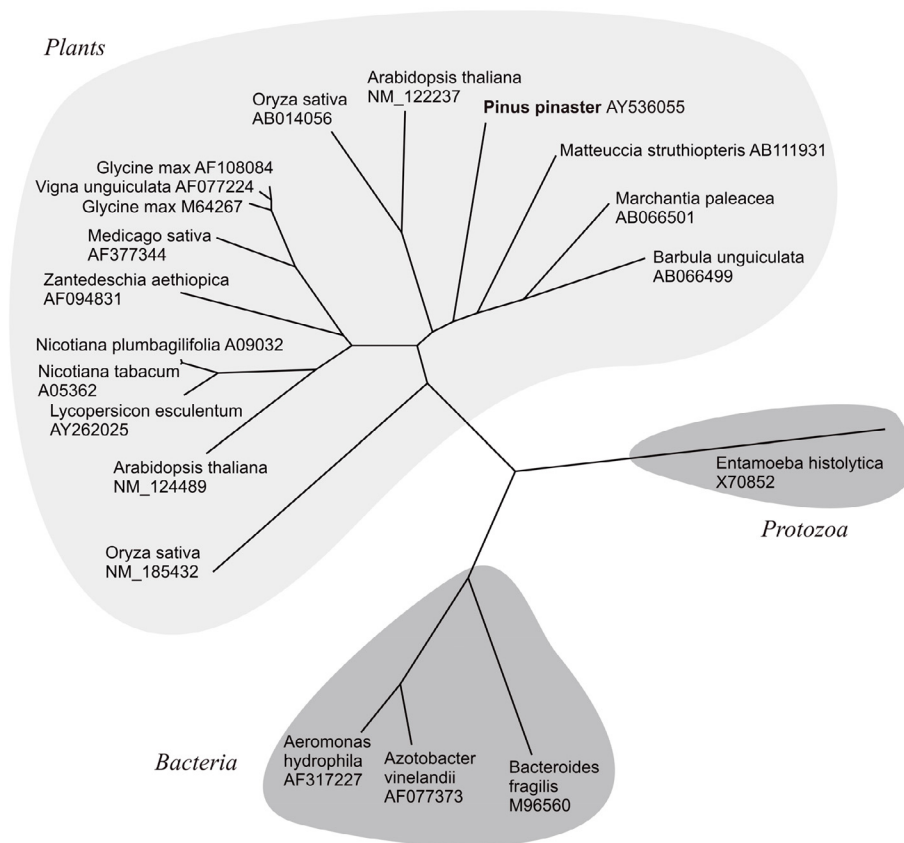 Plants
Arabidopsis thaliana
NM_122237
Oryza sativa
AB014056
Pinus pinaster AY536055
Matteuccia struthiopteris AB111931
Glycine max AF108084
Vigna unguiculata AF077224
Glycine max M64267
Marchantia paleacea
AB066501
Medicago sativa
AF377344
Barbula unguiculata
AB066499
Zantedeschia aethiopica
AF094831
Nicotiana plumbagilifolia A09032
Nicotiana tabacum
A05362
Lycopersicon esculentum
AY262025
Arabidopsis thaliana
NM_124489
Entamoeba histolytica
X70852
Protozoa
Oryza sativa
NM_185432
Bacteria
Aeromonas
hydrophila
AF317227
Azotobacter
vinelandii
AF077373
Bacteroides
fragilis
M96560